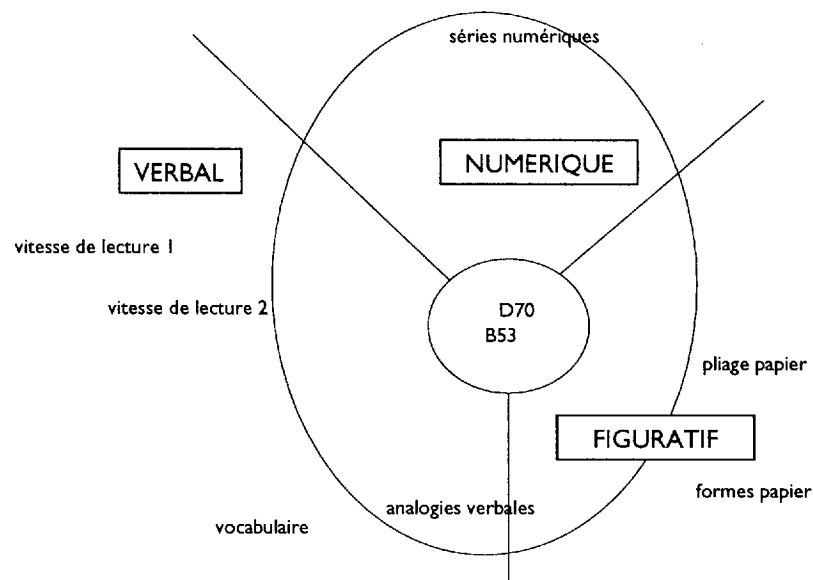 séries numériques
VERBAL
NUMERIQUE
vitesse de lecture 1
vitesse de lecture 2
D70
B53
pliage papier
FIGURATIF
formes papier
analogies verbales
vocabulaire